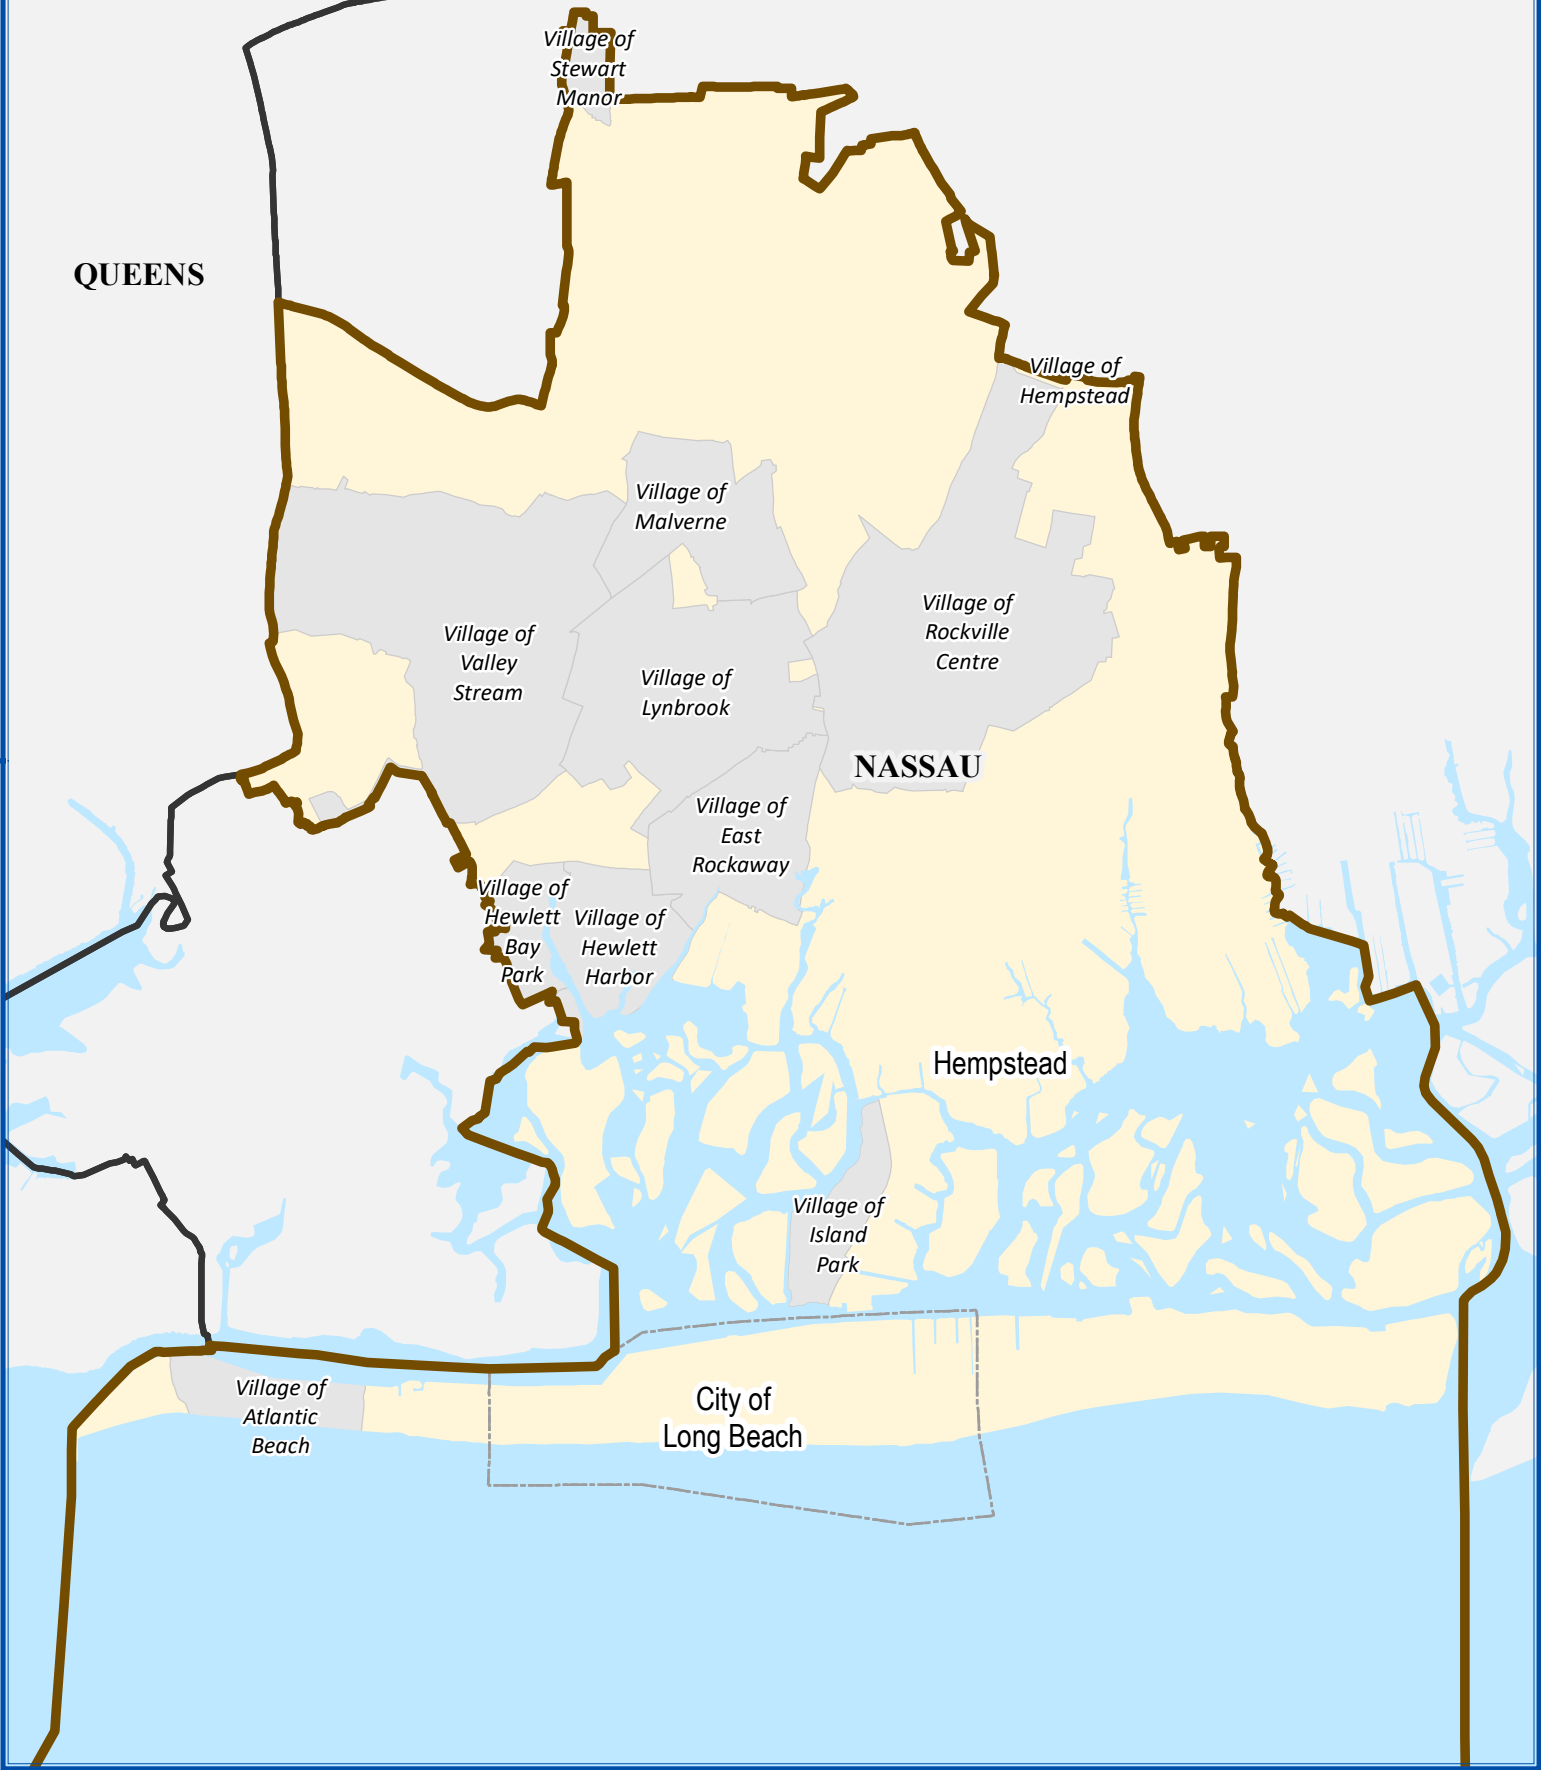 Village of
Stewart
Manor
QUEENS
Village of
Hempstead
Village of
Malverne
Village of
Rockville
Centre
Village of
Valley
Stream
Village of
Lynbrook
NASSAU
Village of
East
Rockaway
Village of
Hewlett
Bay
Park
Village of
Hewlett
Harbor
Hempstead
Village of
Island
Park
Village of
Atlantic
Beach
City of
Long Beach